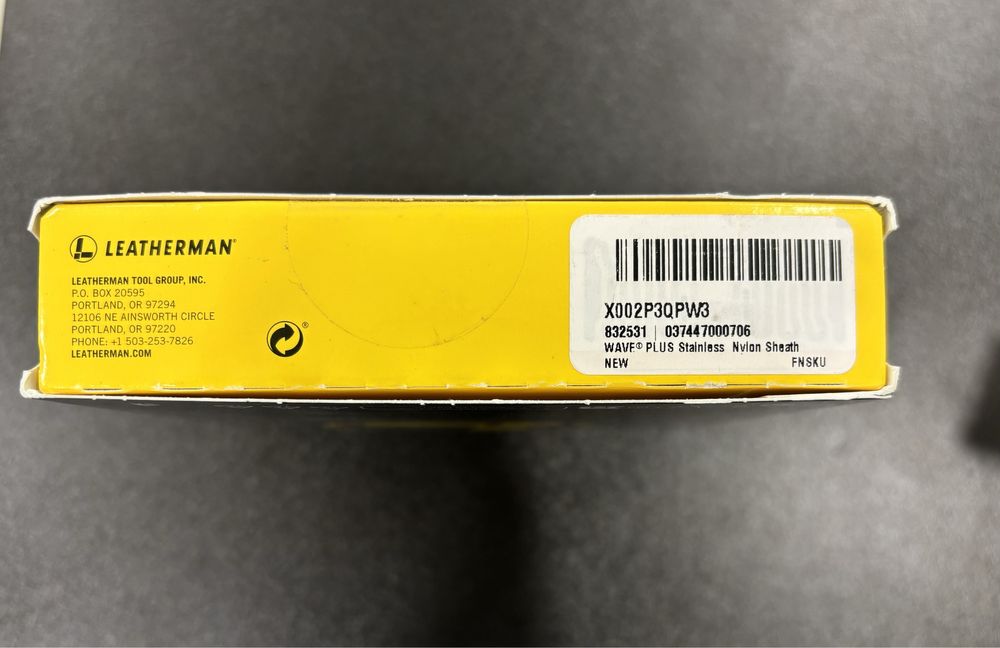 LEATHERMAN®
LEATHERMAN TOOL GROUP, INC.
P.O. BOX 20595
PORTLAND, OR 97294
12106 NE AINSWORTH CIRCLE
PORTLAND, OR 97220
PHONE: +1 503-253-7826
LEATHERMAN.COM
®
X002P3QPW3
832531 | 037447000706
WAVE® PLUS Stainless Nylon Sheath
NEW FNSKU